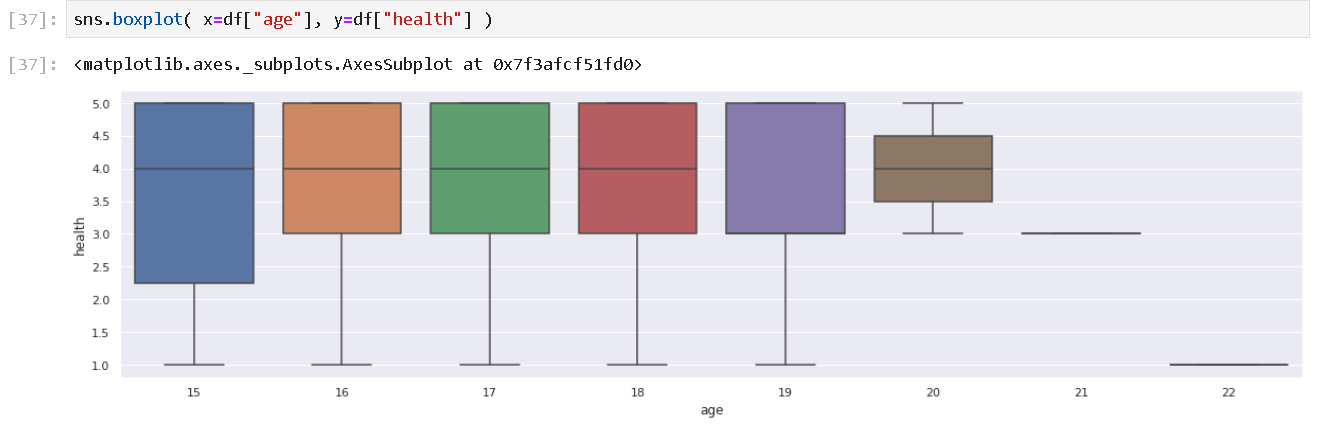 [37]: sns.boxplot( x=df["age"], y=df["health"] )
[37]: <matplotlib.axes._subplots.AxesSubplot at 0x7f3afcf51fd0>
5.0
4.5
4.0
3.5
3.0
2.5
2.0
1.5
1.0
health
15 16 17 18 19 20 21 22
age